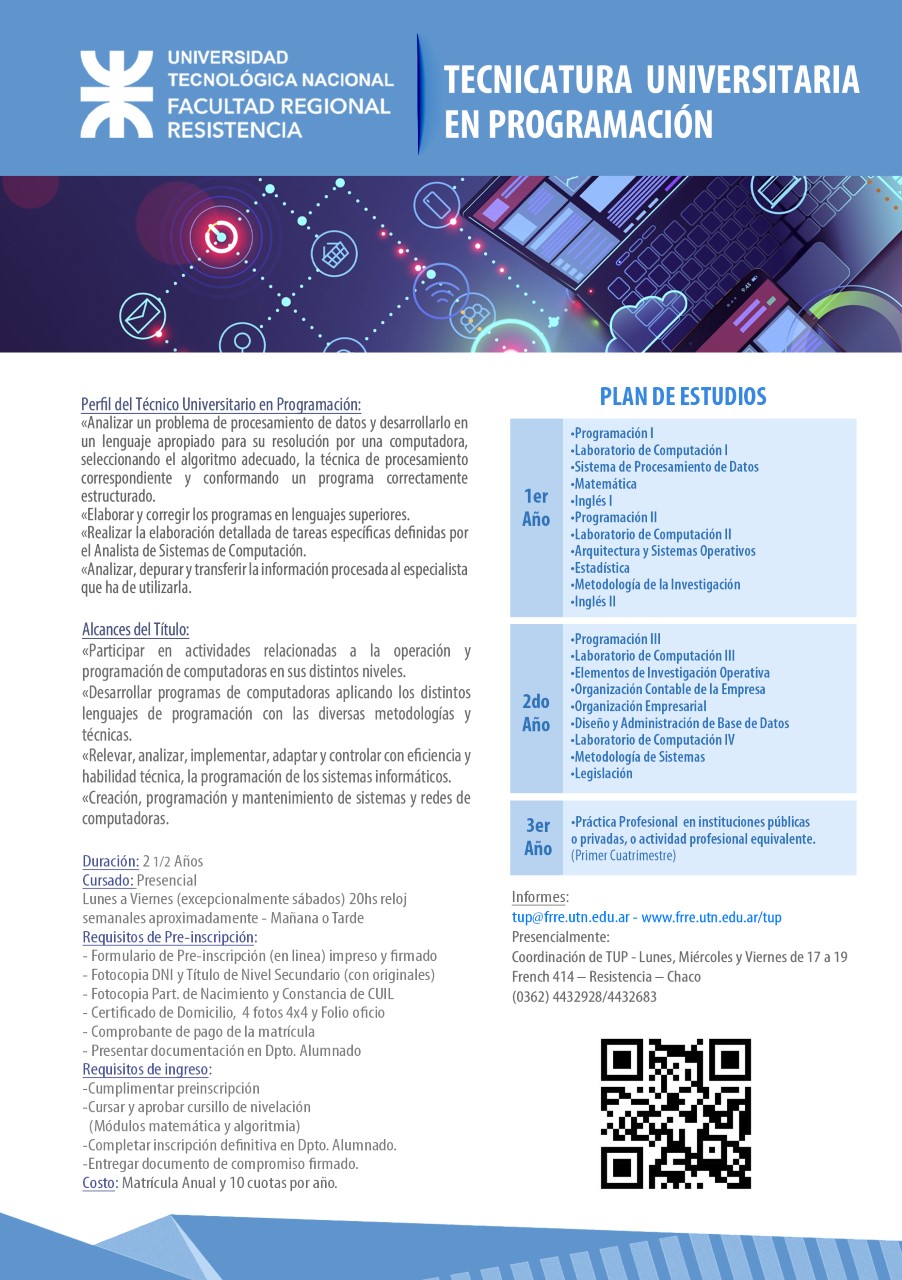 UNIVERSIDAD
TECNOLÓGICA NACIONAL
FACULTAD REGIONAL
RESISTENCIA
TECNICATURA UNIVERSITARIA
EN PROGRAMACIÓN
9:45
Perfil del Técnico Universitario en Programación:
«Analizar un problema de procesamiento de datos y desarrollarlo en
un lenguaje apropiado para su resolución por una computadora,
seleccionando el algoritmo adecuado, la técnica de procesamiento
correspondiente y conformando un programa correctamente
estructurado.
«Elaborar y corregir los programas en lenguajes superiores.
«Realizar la elaboración detallada de tareas específicas definidas por
el Analista de Sistemas de Computación.
«Analizar, depurar y transferir la información procesada al especialista
que ha de utilizarla.
Alcances del Título:
«Participar en actividades relacionadas a la operación y
programación de computadoras en sus distintos niveles.
«Desarrollar programas de computadoras aplicando los distintos
lenguajes de programación con las diversas metodologías y
técnicas.
«Relevar, analizar, implementar, adaptar y controlar con eficiencia y
habilidad técnica, la programación de los sistemas informáticos.
«Creación, programación y mantenimiento de sistemas y redes de
computadoras.
Duración: 2 1/2 Años
Cursado: Presencial
Lunes a Viernes (excepcionalmente sábados) 20hs reloj
semanales aproximadamente - Mañana o Tarde
Requisitos de Pre-inscripción:
- Formulario de Pre-inscripción (en linea) impreso y firmado
- Fotocopia DNI y Título de Nivel Secundario (con originales)
- Fotocopia Part. de Nacimiento y Constancia de CUIL
- Certificado de Domicilio, 4 fotos 4x4 y Folio oficio
- Comprobante de pago de la matrícula
- Presentar documentación en Dpto. Alumnado
Requisitos de ingreso:
-Cumplimentar preinscripción
-Cursar y aprobar cursillo de nivelación
(Módulos matemática y algoritmia)
-Completar inscripción definitiva en Dpto. Alumnado.
-Entregar documento de compromiso firmado.
Costo: Matrícula Anual y 10 cuotas por año.
PLAN DE ESTUDIOS
1er
Año
•Programación I
•Laboratorio de Computación I
•Sistema de Procesamiento de Datos
•Matemática
•Inglés I
•Programación II
•Laboratorio de Computación II
•Arquitectura y Sistemas Operativos
•Estadística
•Metodología de la Investigación
•Inglés II
2do
Año
•Programación III
•Laboratorio de Computación III
•Elementos de Investigación Operativa
•Organización Contable de la Empresa
•Organización Empresarial
•Diseño y Administración de Base de Datos
•Laboratorio de Computación IV
•Metodología de Sistemas
•Legislación
3er
Año
•Práctica Profesional en instituciones públicas
o privadas, o actividad profesional equivalente.
(Primer Cuatrimestre)
Informes:
tup@frre.utn.edu.ar - www.frre.utn.edu.ar/tup
Presencialmente:
Coordinación de TUP - Lunes, Miércoles y Viernes de 17 a 19
French 414 – Resistencia – Chaco
(0362) 4432928/4432683